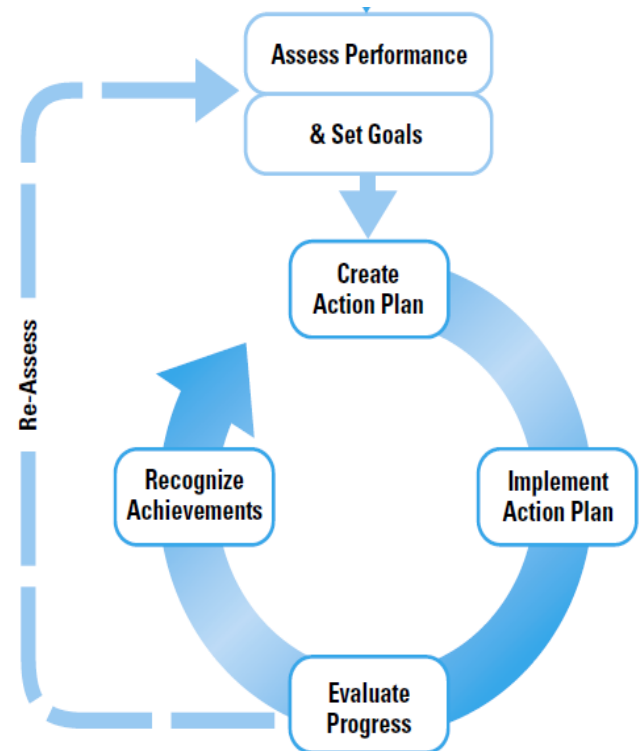 Assess Performance
& Set Goals
Create
Action Plan
Re-Assess
Recognize
Achievements
Implement
Action Plan
Evaluate
Progress